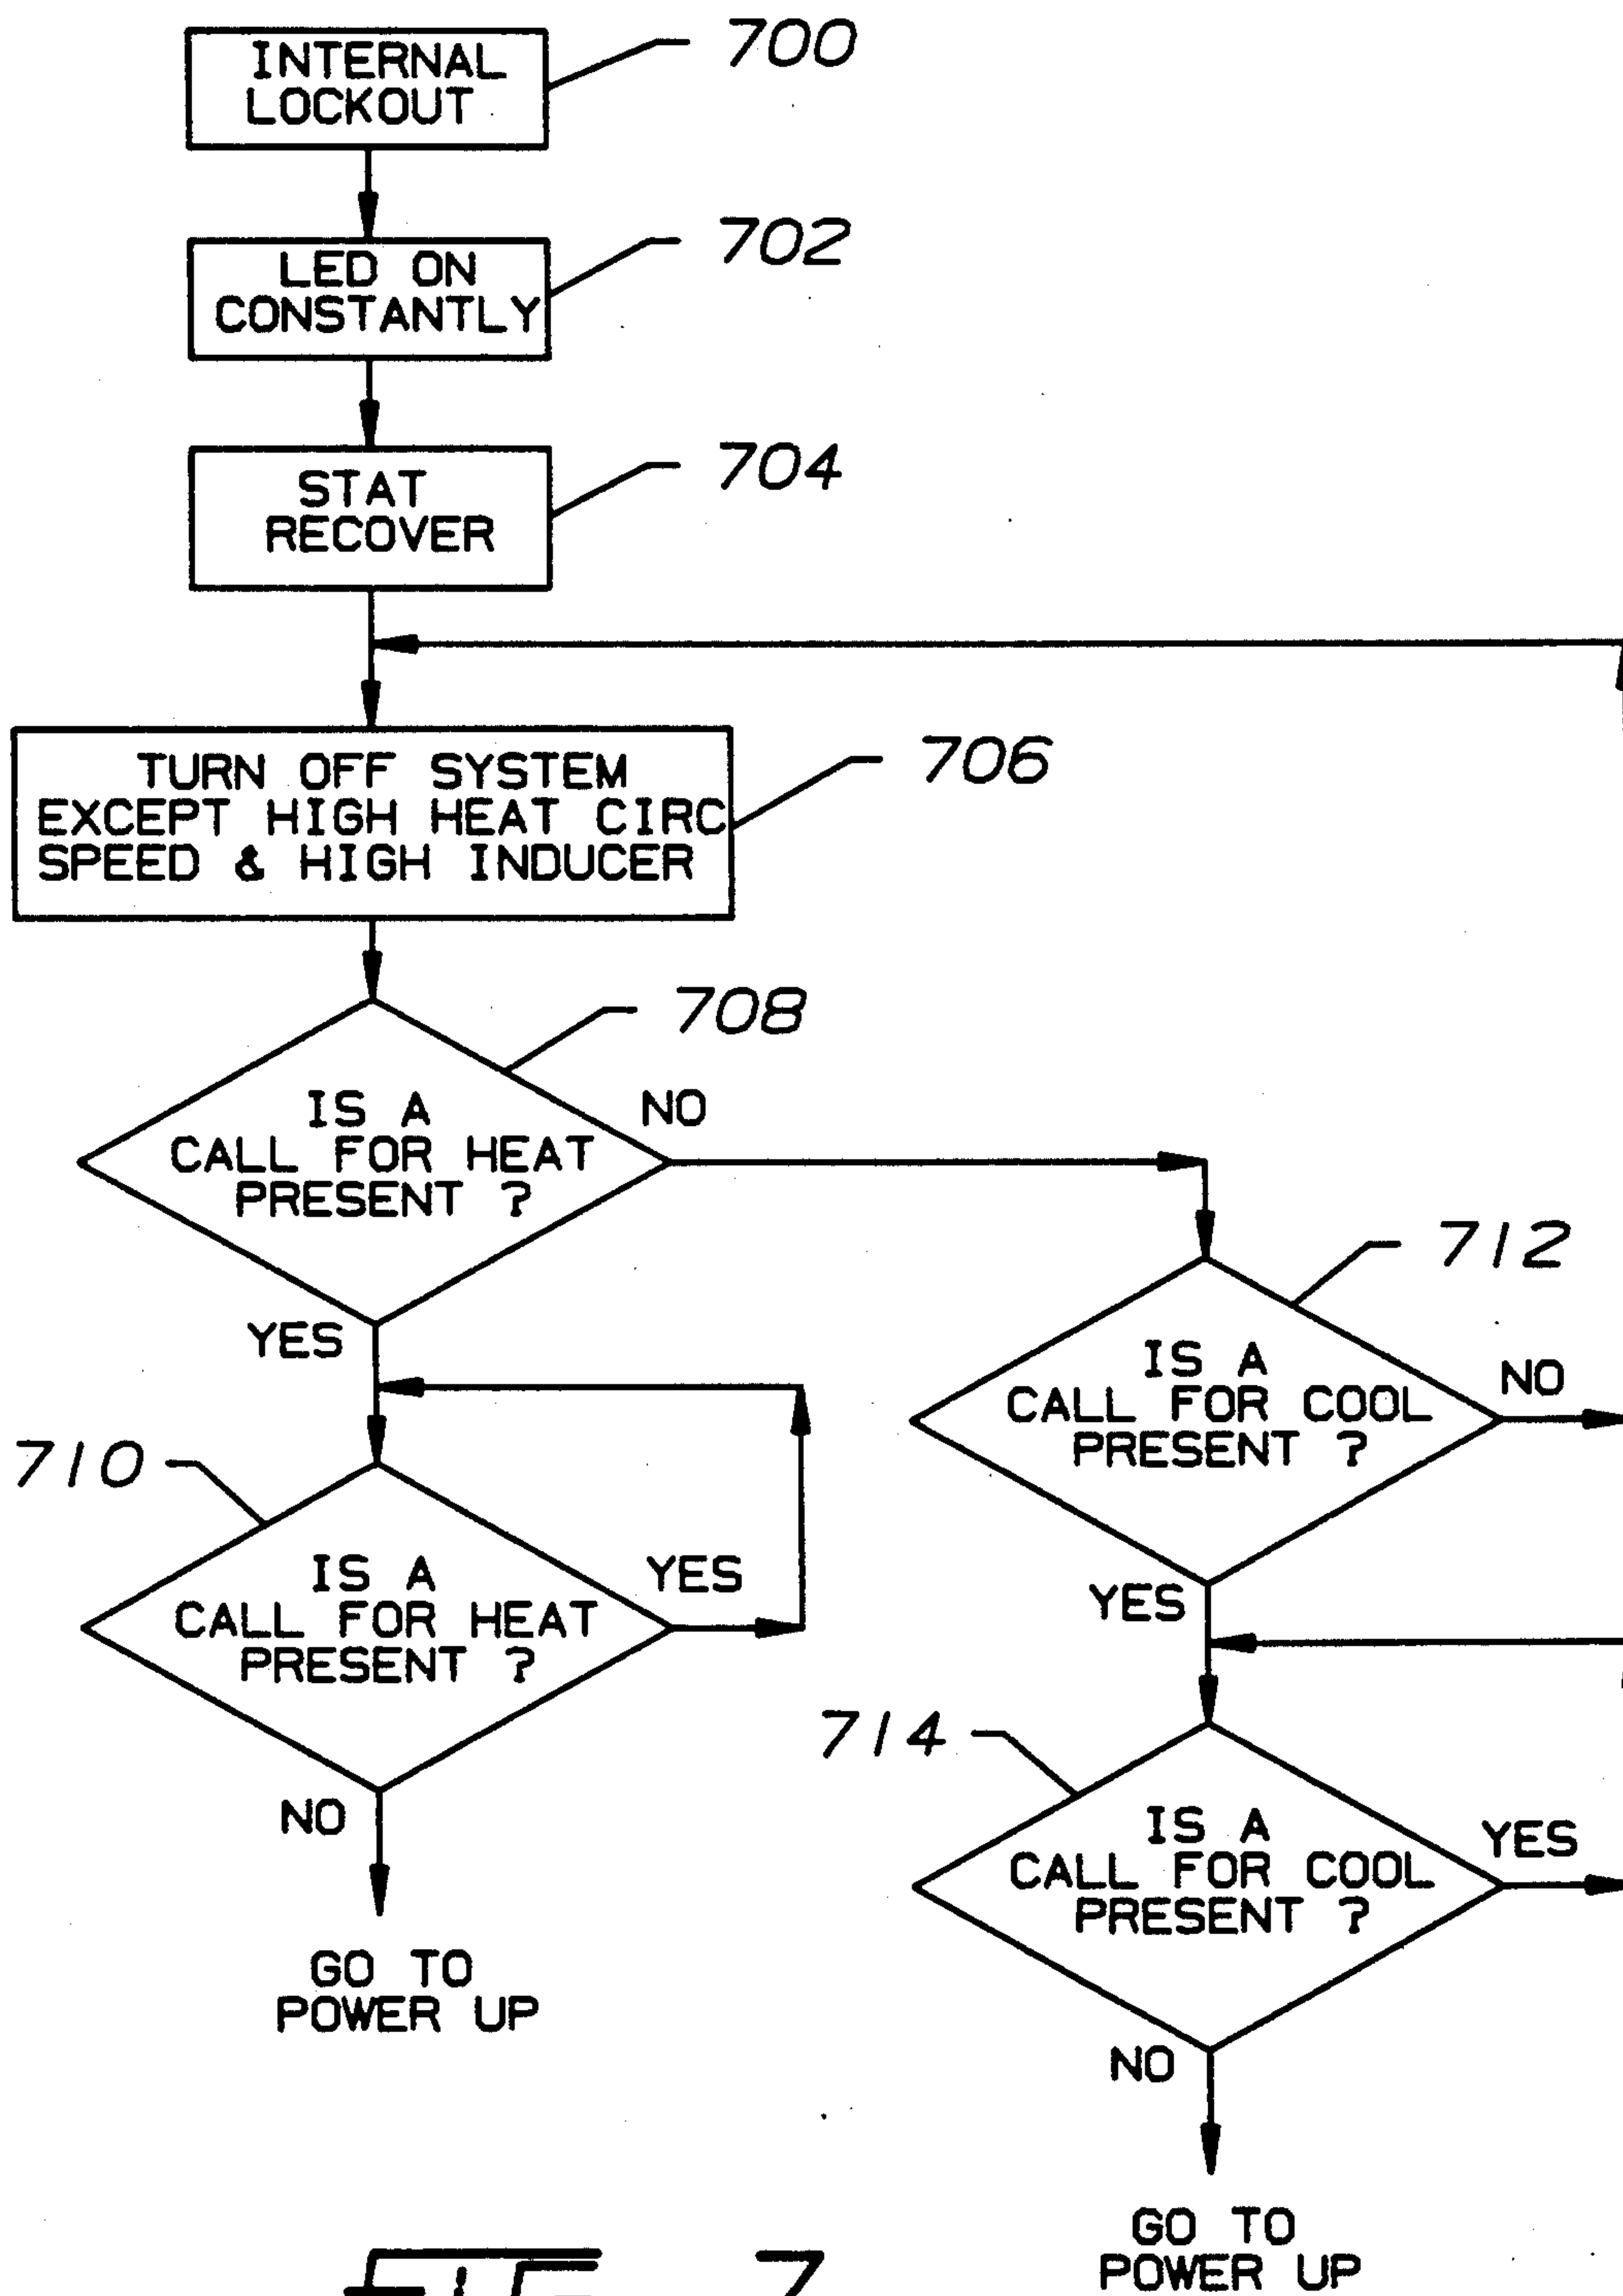 INTERNAL
LOCKOUT
700
LED ON
CONSTANTLY
702
STAT
RECOVER
704
TURN OFF SYSTEM
EXCEPT HIGH HEAT CIRC
SPEED & HIGH INDUCER
706
708
IS A
CALL FOR HEAT
PRESENT ?
NO
YES
712
IS A
CALL FOR COOL
PRESENT ?
NO
YES
710
IS A
CALL FOR HEAT
PRESENT ?
YES
NO
GO TO
POWER UP
714
IS A
CALL FOR COOL
PRESENT ?
YES
NO
GO TO
POWER UP